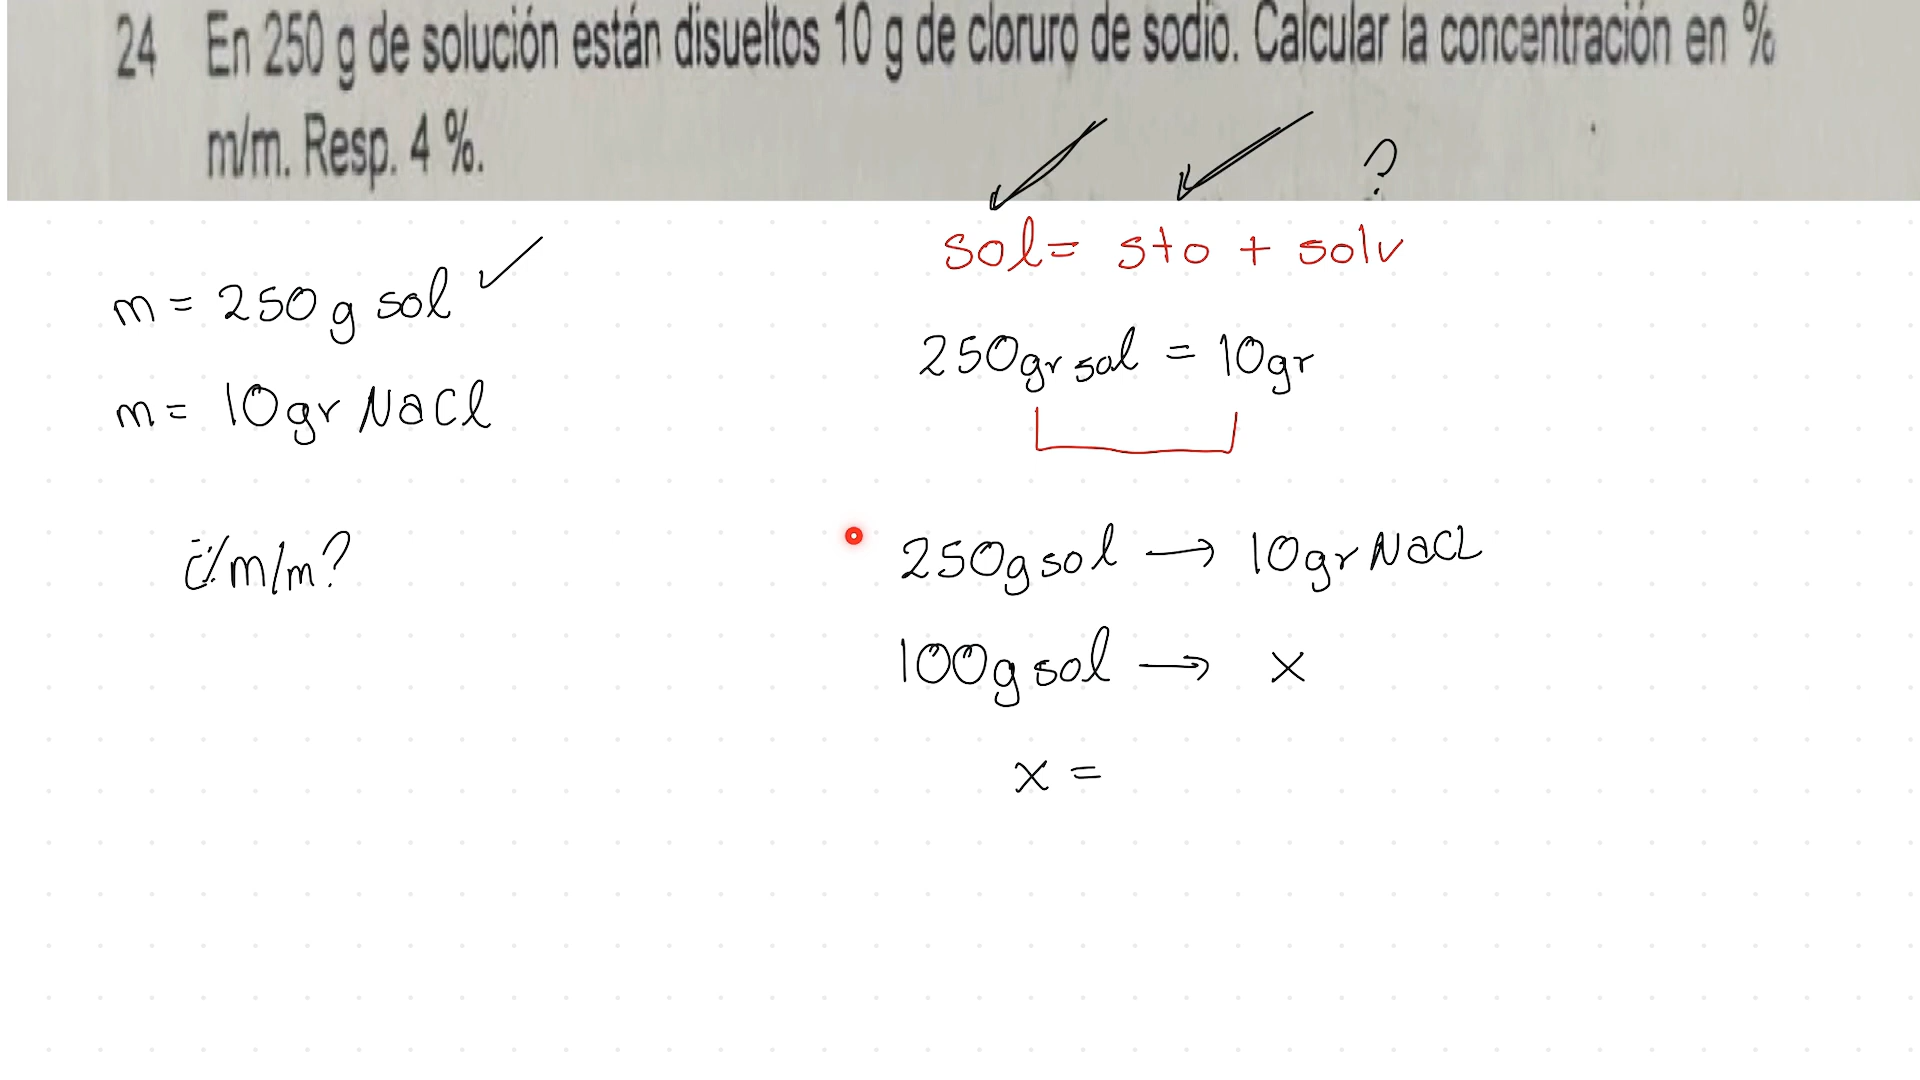 24 En 250 g de solución están disueltos 10 g de cloruro de sodio. Calcular la concentración en %
m/m. Resp. 4 %.
?
sol = sto + solv
m = 250 g sol ✓
250gr sol = 10gr
m = 10gr NaCl
250g sol → 10gr NaCl
¿% m/m?
100g sol → x
x =